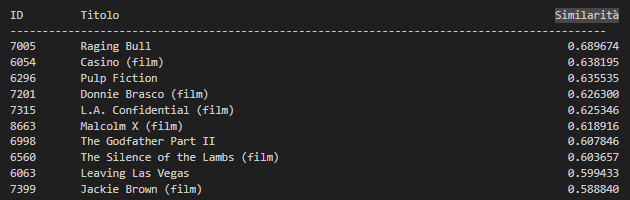 ID Titolo Similarità
--------------------------------------------------------------------------------
7005 Raging Bull 0.689674
6054 Casino (film) 0.638195
6296 Pulp Fiction 0.635535
7201 Donnie Brasco (film) 0.626300
7315 L.A. Confidential (film) 0.625346
8663 Malcolm X (film) 0.618916
6998 The Godfather Part II 0.607846
6560 The Silence of the Lambs (film) 0.603657
6063 Leaving Las Vegas 0.599433
7399 Jackie Brown (film) 0.588840